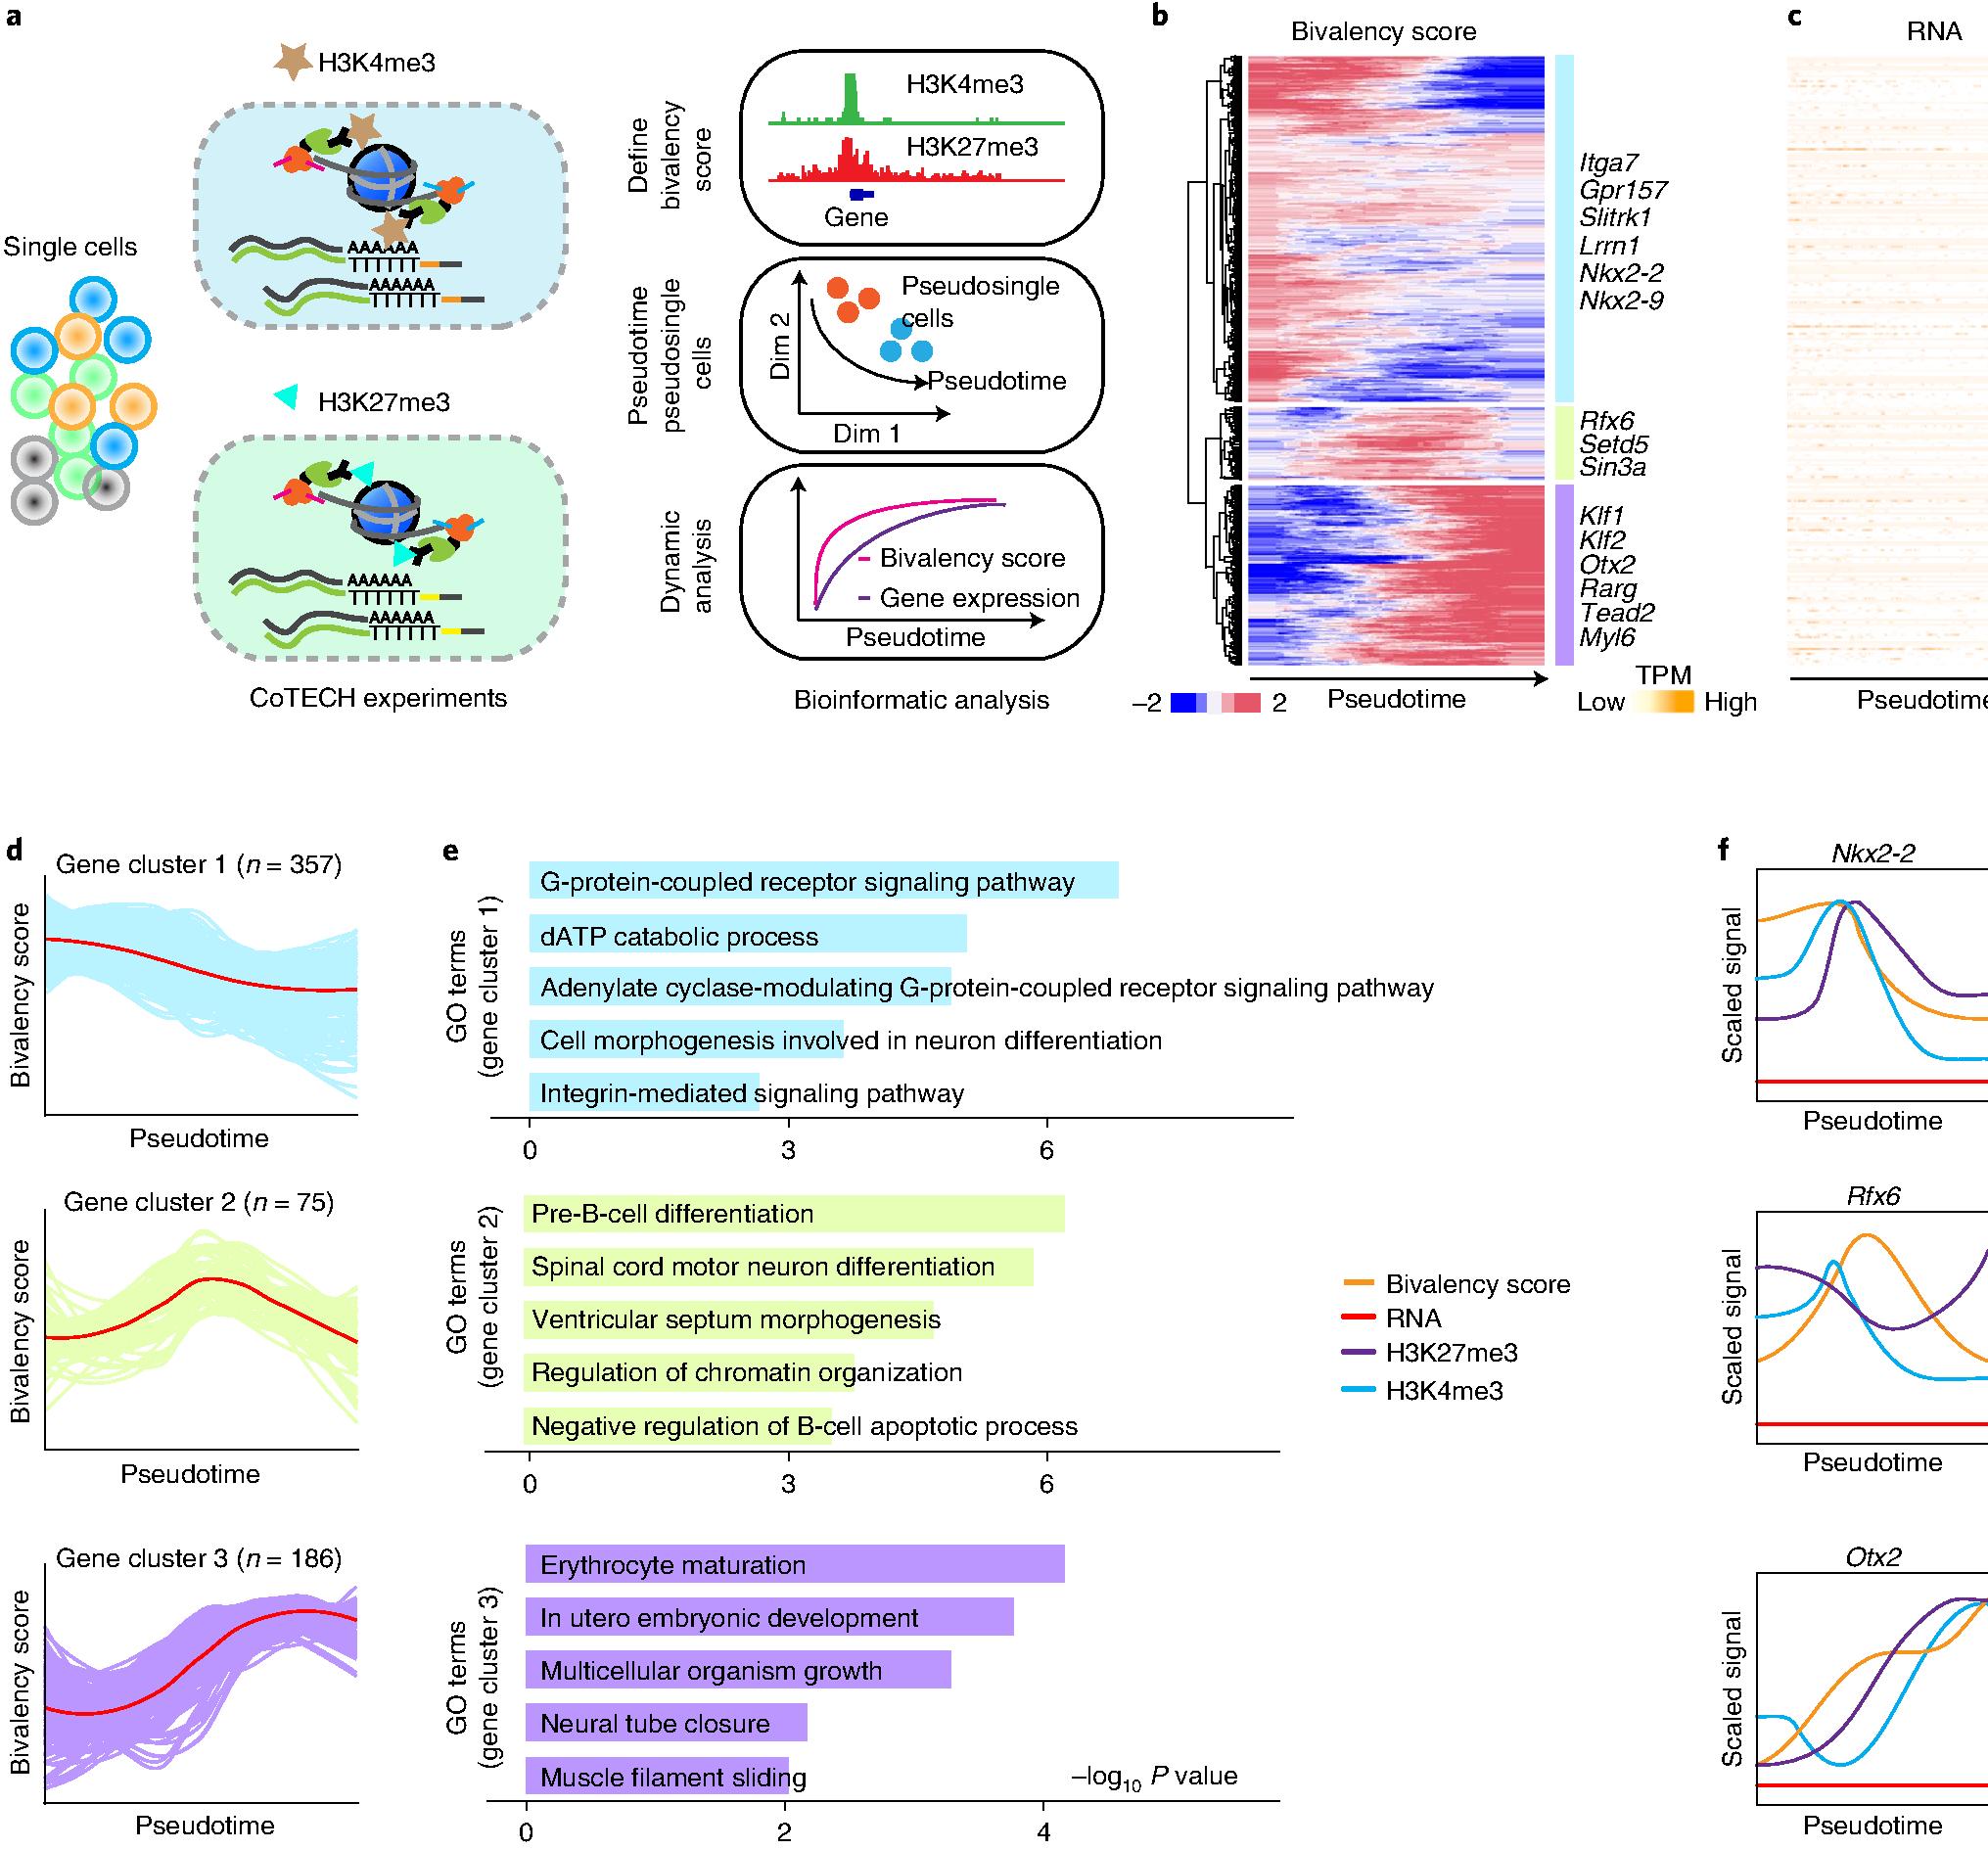 a
H3K4me3
Single cells
AAAAAA
AAAAAA
H3K27me3
AAAAAA
AAAAAA
CoTECH experiments
Define
bivalency
score
H3K4me3
H3K27me3
Gene
Pseudotime
pseudosingle
cells
Pseudosingle
cells
Dim 2
Pseudotime
Dim 1
Dynamic
analysis
Bivalency score
Gene expression
Pseudotime
Bioinformatic analysis
b
Bivalency score
Itga7
Gpr157
Slitrk1
Lrrn1
Nkx2-2
Nkx2-9
Rfx6
Setd5
Sin3a
Klf1
Klf2
Otx2
Rarg
Tead2
Myl6
–2
2
Pseudotime
TPM
Low
High
c
RNA
Pseudotime
d
Gene cluster 1 (n = 357)
Bivalency score
Pseudotime
Gene cluster 2 (n = 75)
Bivalency score
Pseudotime
Gene cluster 3 (n = 186)
Bivalency score
Pseudotime
e
GO terms
(gene cluster 1)
G-protein-coupled receptor signaling pathway
dATP catabolic process
Adenylate cyclase-modulating G-protein-coupled receptor signaling pathway
Cell morphogenesis involved in neuron differentiation
Integrin-mediated signaling pathway
0 3 6
GO terms
(gene cluster 2)
Pre-B-cell differentiation
Spinal cord motor neuron differentiation
Ventricular septum morphogenesis
Regulation of chromatin organization
Negative regulation of B-cell apoptotic process
0 3 6
GO terms
(gene cluster 3)
Erythrocyte maturation
In utero embryonic development
Multicellular organism growth
Neural tube closure
Muscle filament sliding
–log10 P value
0 2 4
Bivalency score
RNA
H3K27me3
H3K4me3
f
Nkx2-2
Scaled signal
Pseudotime
Rfx6
Scaled signal
Pseudotime
Otx2
Scaled signal
Pseudotime